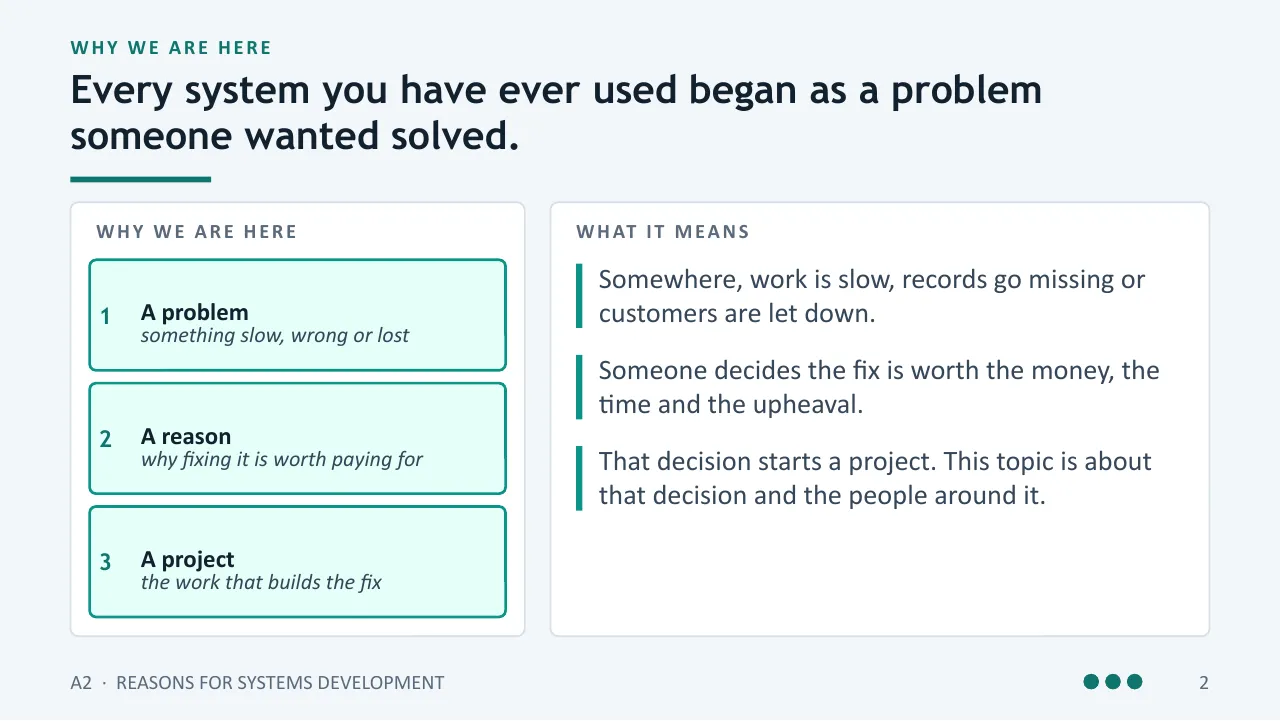 WHY WE ARE HERE
Every system you have ever used began as a problem
someone wanted solved.
WHY WE ARE HERE
1
A problem
something slow, wrong or lost
2
A reason
why fixing it is worth paying for
3
A project
the work that builds the fix
WHAT IT MEANS
Somewhere, work is slow, records go missing or
customers are let down.
Someone decides the fix is worth the money, the
time and the upheaval.
That decision starts a project. This topic is about
that decision and the people around it.
A2 · REASONS FOR SYSTEMS DEVELOPMENT
2